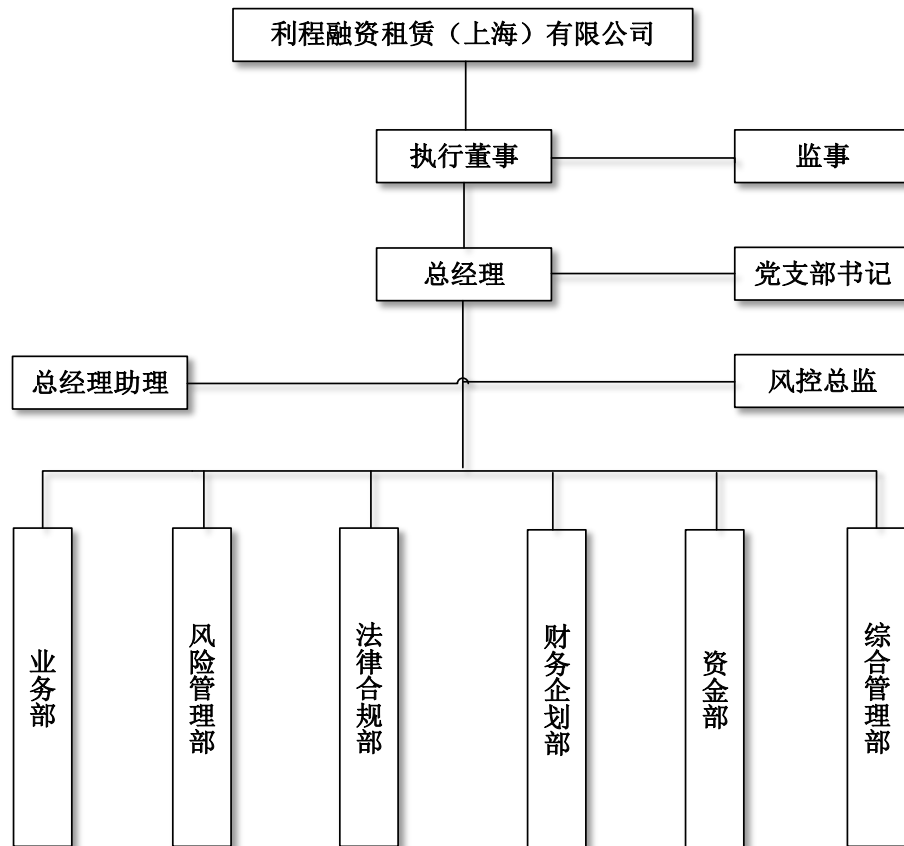 利程融资租赁（上海）有限公司
执行董事
监事
总经理
党支部书记
总经理助理
风控总监
业务部
风险管理部
法律合规部
财务企划部
资金部
综合管理部